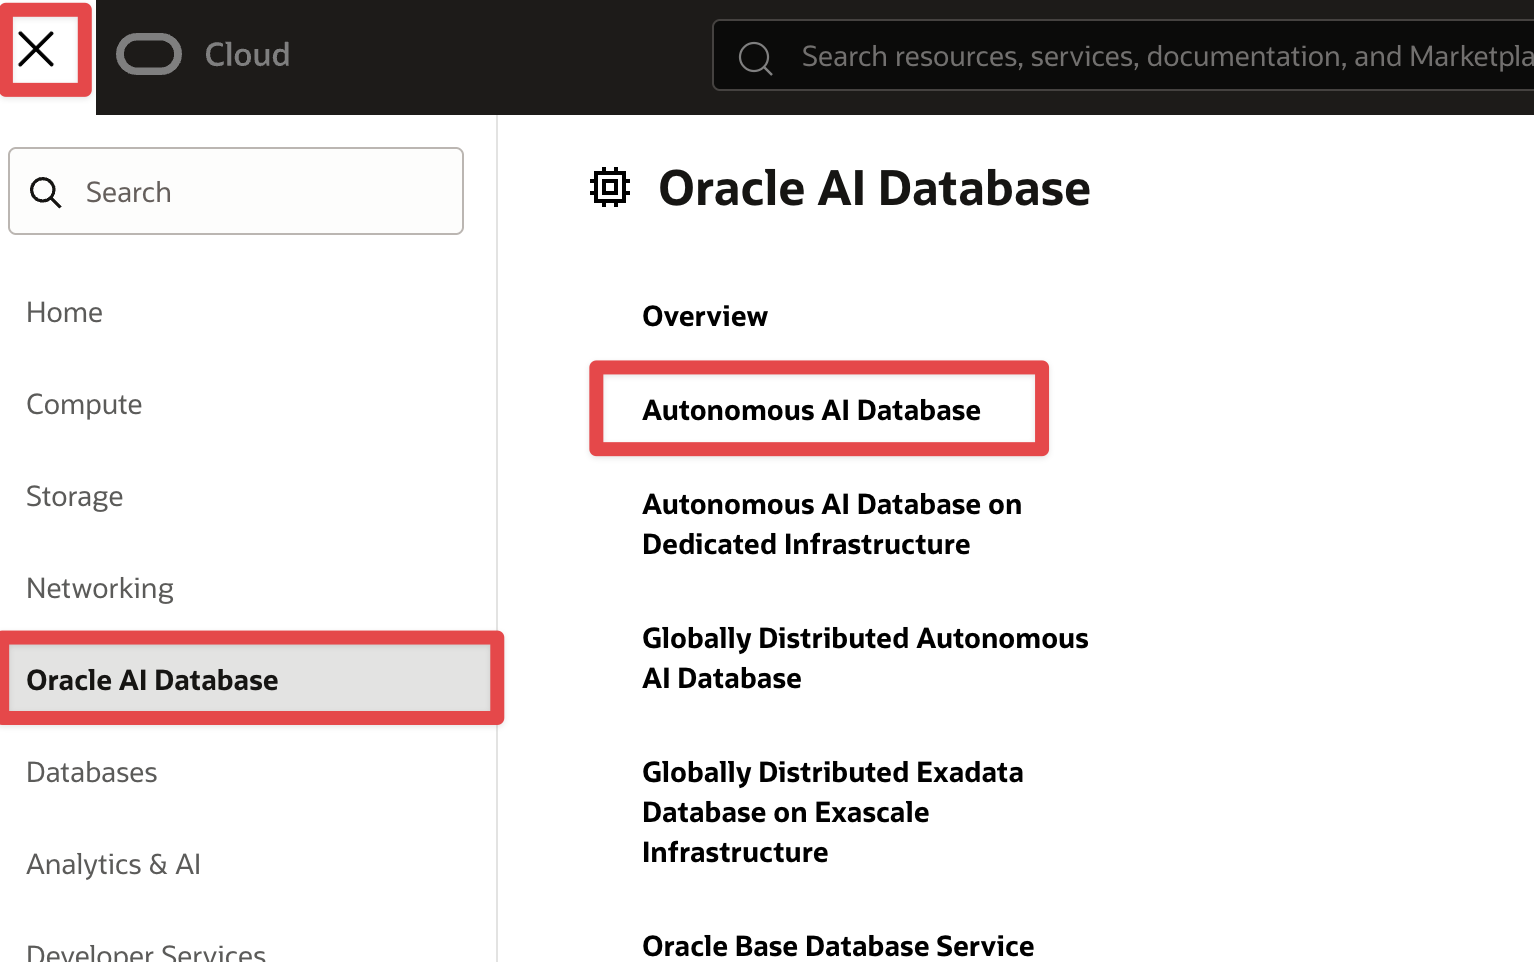 Cloud
Search resources, services, documentation, and Marketpla
Search
Home
Compute
Storage
Networking
Oracle AI Database
Databases
Analytics & AI
Developer Services
Oracle AI Database
Overview
Autonomous AI Database
Autonomous AI Database on
Dedicated Infrastructure
Globally Distributed Autonomous
AI Database
Globally Distributed Exadata
Database on Exascale
Infrastructure
Oracle Base Database Service